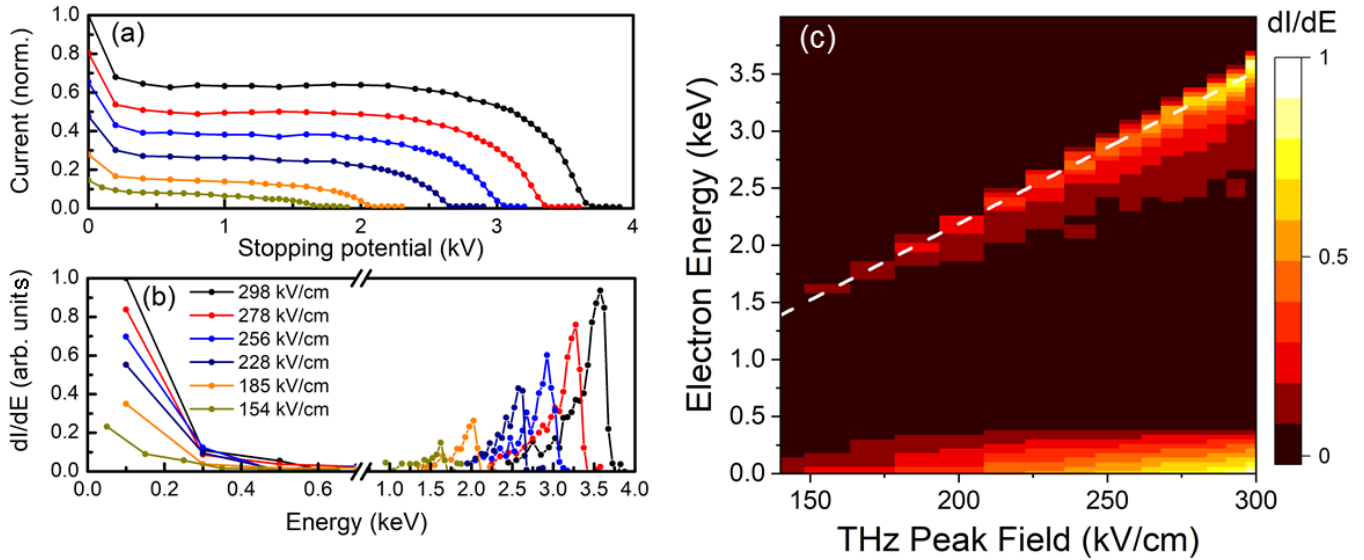 (a)
Current (norm.)
1.0
0.8
0.6
0.4
0.2
0.0
0 1 2 3 4
Stopping potential (kV)
(b)
dI/dE (arb. units)
1.0
0.8
0.6
0.4
0.2
0.0
298 kV/cm
278 kV/cm
256 kV/cm
228 kV/cm
185 kV/cm
154 kV/cm
0.0 0.2 0.4 0.6 1.0 1.5 2.0 2.5 3.0 3.5 4.0
Energy (keV)
(c)
Electron Energy (keV)
3.5
3.0
2.5
2.0
1.5
1.0
0.5
0.0
150 200 250 300
THz Peak Field (kV/cm)
dI/dE
1
0.5
0